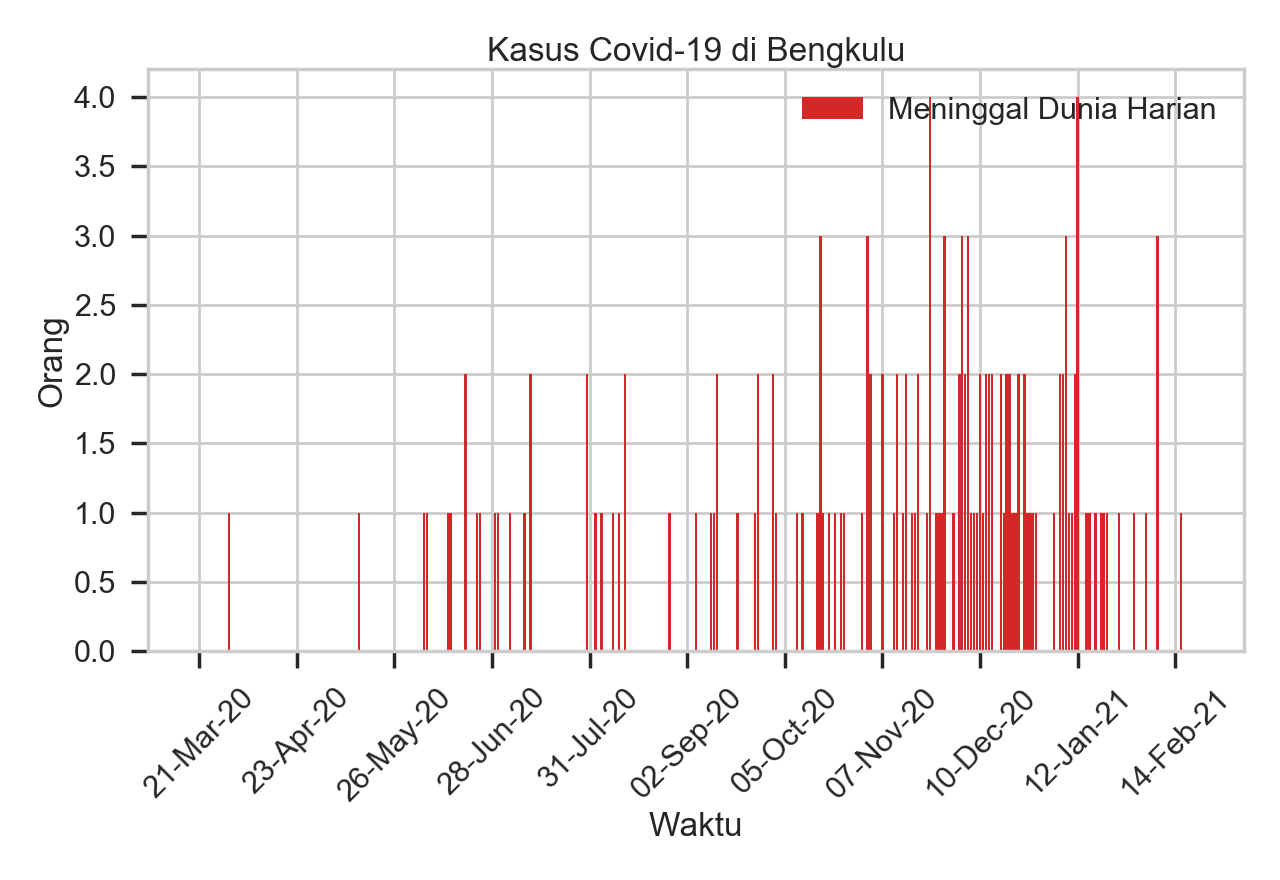 Kasus Covid-19 di Bengkulu
Meninggal Dunia Harian
4.0
3.5
3.0
2.5
2.0
1.5
1.0
0.5
0.0
Orang
21-Mar-20
23-Apr-20
26-May-20
28-Jun-20
31-Jul-20
02-Sep-20
05-Oct-20
07-Nov-20
10-Dec-20
12-Jan-21
14-Feb-21
Waktu